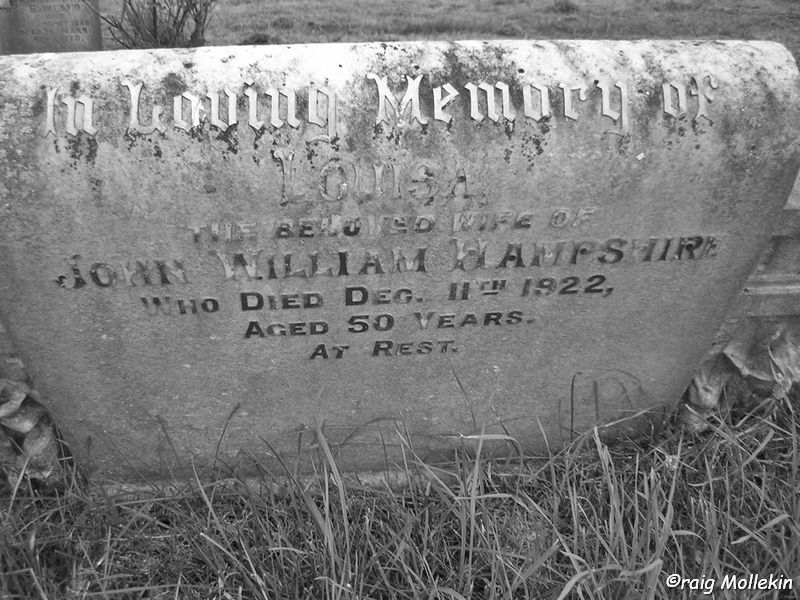 In Loving Memory of
LOUISA,
THE BELOVED WIFE OF
JOHN WILLIAM HAMPSHIRE
WHO DIED DEC. 11TH 1922,
AGED 50 YEARS.
AT REST.
©raig Mollekin